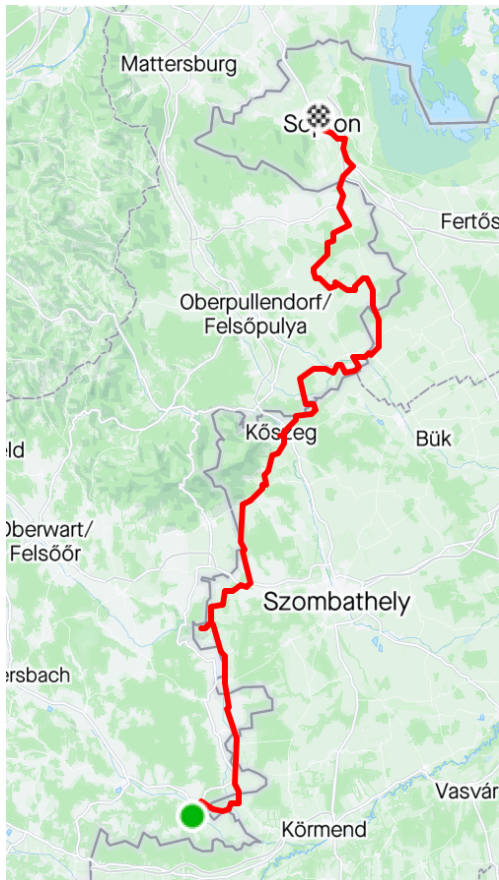 Mattersburg
Fertős
Oberpullendorf/
Felsőpulya
Kőszeg
Bük
Oberwart/
Felsőőr
Szombathely
Vasvár
Körmend